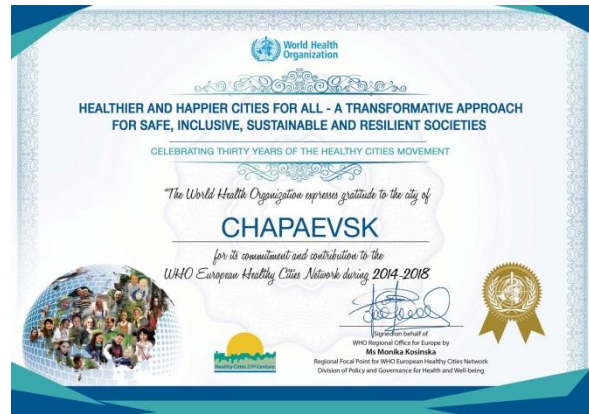 World Health
Organization
HEALTHIER AND HAPPIER CITIES FOR ALL - A TRANSFORMATIVE APPROACH
FOR SAFE, INCLUSIVE, SUSTAINABLE AND RESILIENT SOCIETIES
CELEBRATING THIRTY YEARS OF THE HEALTHY CITIES MOVEMENT
"The World Health Organization expresses gratitude to the city of
CHAPAEVSK
for its commitment and contribution to the
WHO European Healthy Cities Network during 2014-2018
Signed on behalf of
WHO Regional Office for Europe by
Ms Monika Kosinska
Regional Focal Point for WHO European Healthy Cities Network
Division of Policy and Governance for Health and Well-being
Healthy Cities 21st Century